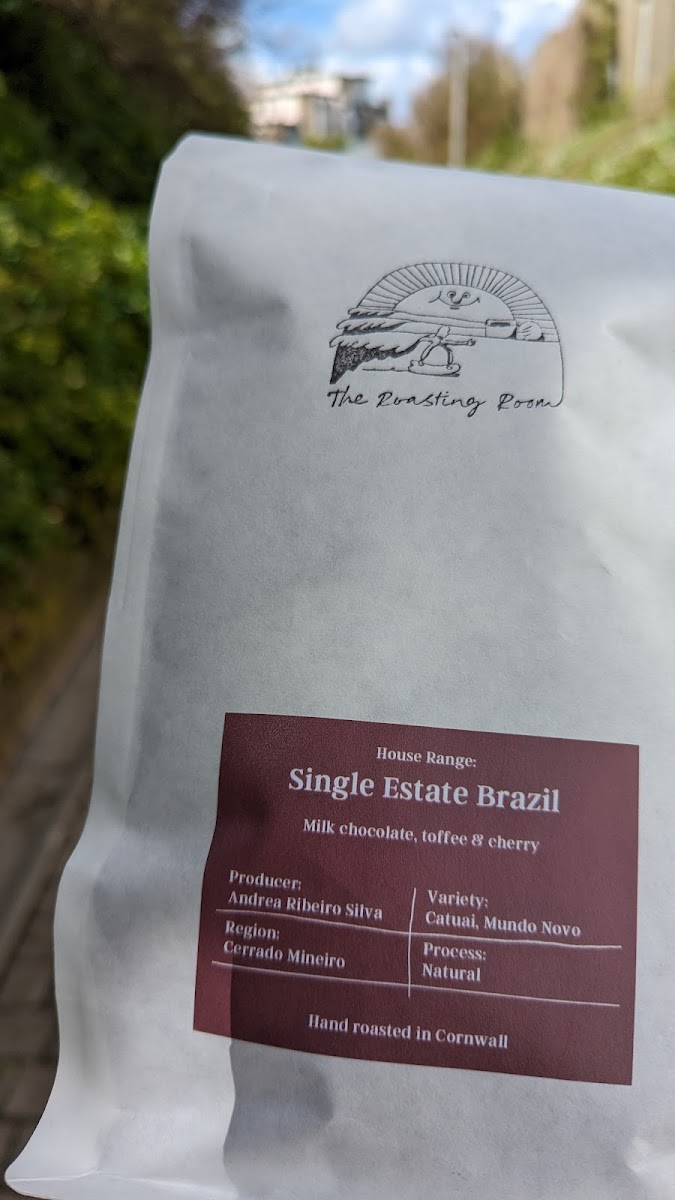 The Roasting Room
House Range:
Single Estate Brazil
Milk chocolate, toffee & cherry
Producer:
Andrea Ribeiro Silva
Variety:
Catuai, Mundo Novo
Region:
Cerrado Mineiro
Process:
Natural
Hand roasted in Cornwall